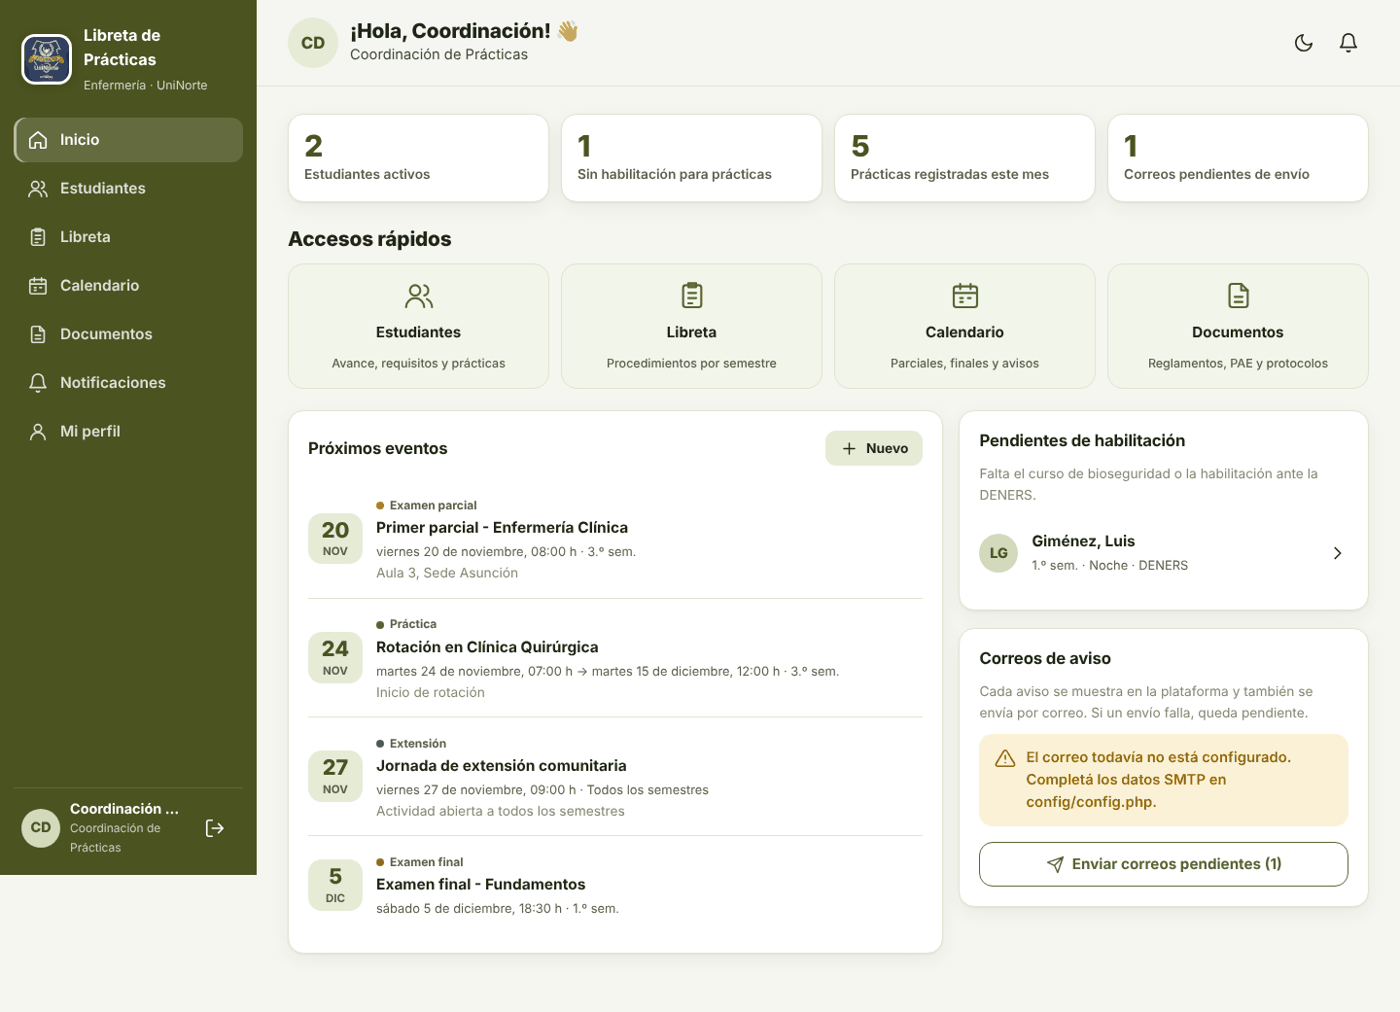 Libreta de
Prácticas
Enfermería · UniNorte
Inicio
Estudiantes
Libreta
Calendario
Documentos
Notificaciones
Mi perfil
CD
Coordinación ...
Coordinación de
Prácticas
CD
¡Hola, Coordinación! 👋
Coordinación de Prácticas
2
Estudiantes activos
1
Sin habilitación para prácticas
5
Prácticas registradas este mes
1
Correos pendientes de envío
Accesos rápidos
Estudiantes
Avance, requisitos y prácticas
Libreta
Procedimientos por semestre
Calendario
Parciales, finales y avisos
Documentos
Reglamentos, PAE y protocolos
Próximos eventos
+ Nuevo
20
NOV
Examen parcial
Primer parcial - Enfermería Clínica
viernes 20 de noviembre, 08:00 h · 3.º sem.
Aula 3, Sede Asunción
24
NOV
Práctica
Rotación en Clínica Quirúrgica
martes 24 de noviembre, 07:00 h → martes 15 de diciembre, 12:00 h · 3.º sem.
Inicio de rotación
27
NOV
Extensión
Jornada de extensión comunitaria
viernes 27 de noviembre, 09:00 h · Todos los semestres
Actividad abierta a todos los semestres
5
DIC
Examen final
Examen final - Fundamentos
sábado 5 de diciembre, 18:30 h · 1.º sem.
Pendientes de habilitación
Falta el curso de bioseguridad o la habilitación ante la
DENERS.
LG
Giménez, Luis
1.º sem. · Noche · DENERS
Correos de aviso
Cada aviso se muestra en la plataforma y también se
envía por correo. Si un envío falla, queda pendiente.
El correo todavía no está configurado.
Completá los datos SMTP en
config/config.php.
Enviar correos pendientes (1)